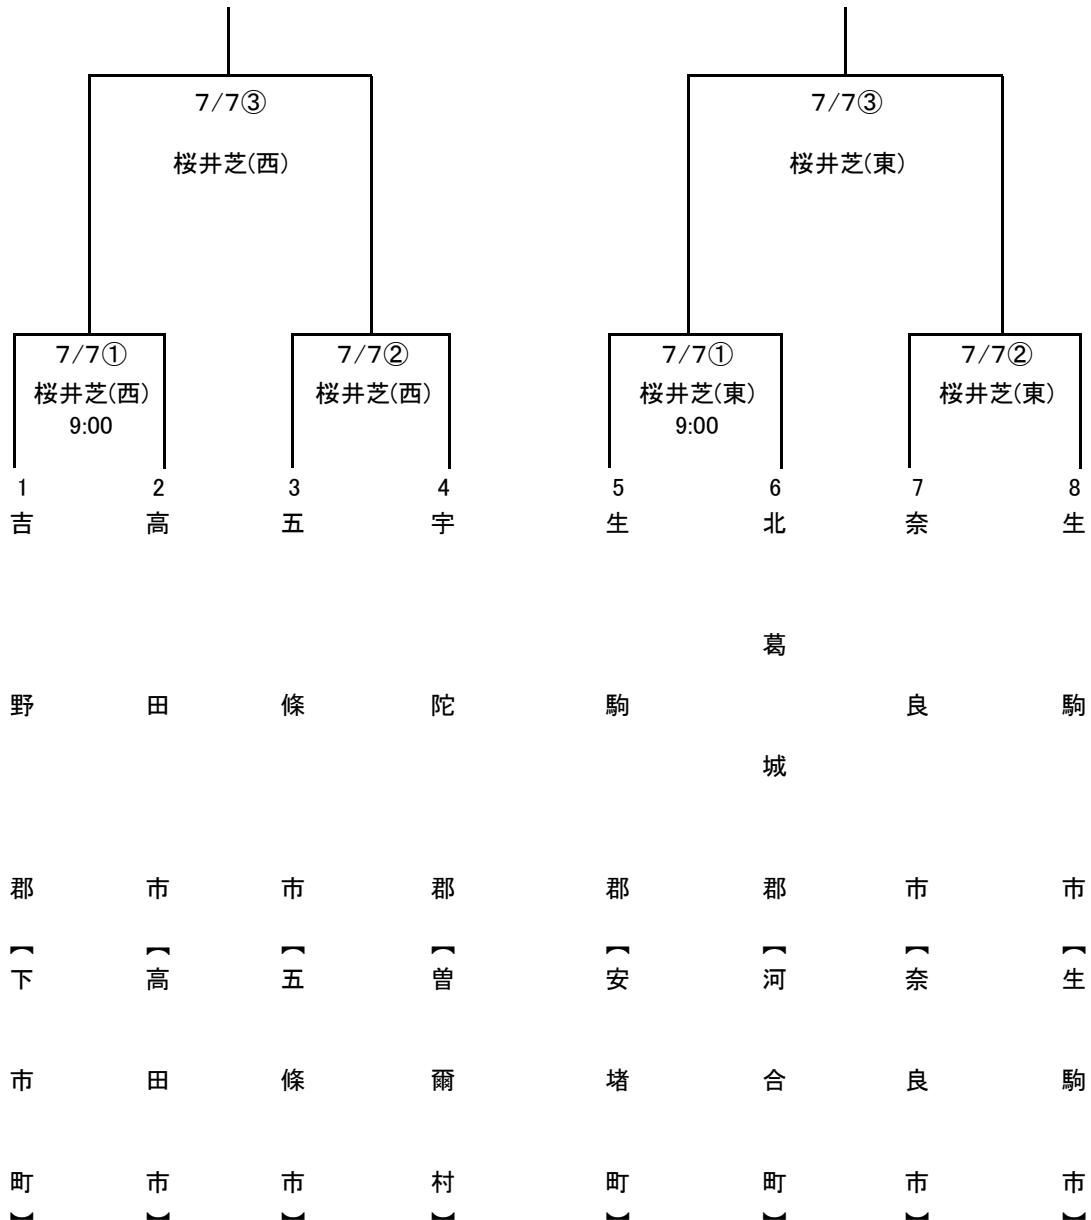 7/7③
桜井芝(西)
7/7③
桜井芝(東)
7/7①
桜井芝(西)
9:00
7/7②
桜井芝(西)
7/7①
桜井芝(東)
9:00
7/7②
桜井芝(東)
1
吉野郡【下市町】
2
高田市【高田市】
3
五條市【五條市】
4
宇陀郡【曽爾村】
5
生駒郡【安堵町】
6
北葛城郡【河合町】
7
奈良市【奈良市】
8
生駒市【生駒市】